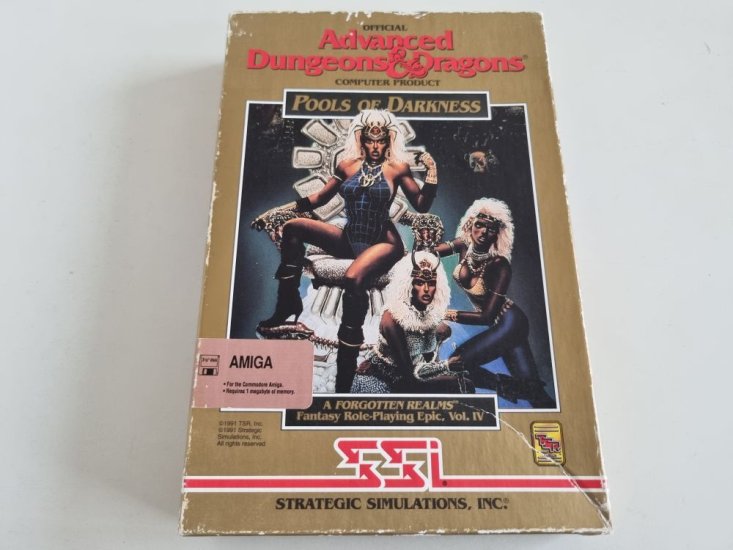 OFFICIAL
Advanced
Dungeons & Dragons®
COMPUTER PRODUCT
POOLS OF DARKNESS
AMIGA
• For the Commodore Amiga.
• Requires 1 megabyte of memory.
A FORGOTTEN REALMS™
Fantasy Role-Playing Epic, Vol. IV
©1991 TSR, Inc.
©1991 Strategic
Simulations, Inc.
All rights reserved
TSR
SSI®
STRATEGIC SIMULATIONS, INC.®